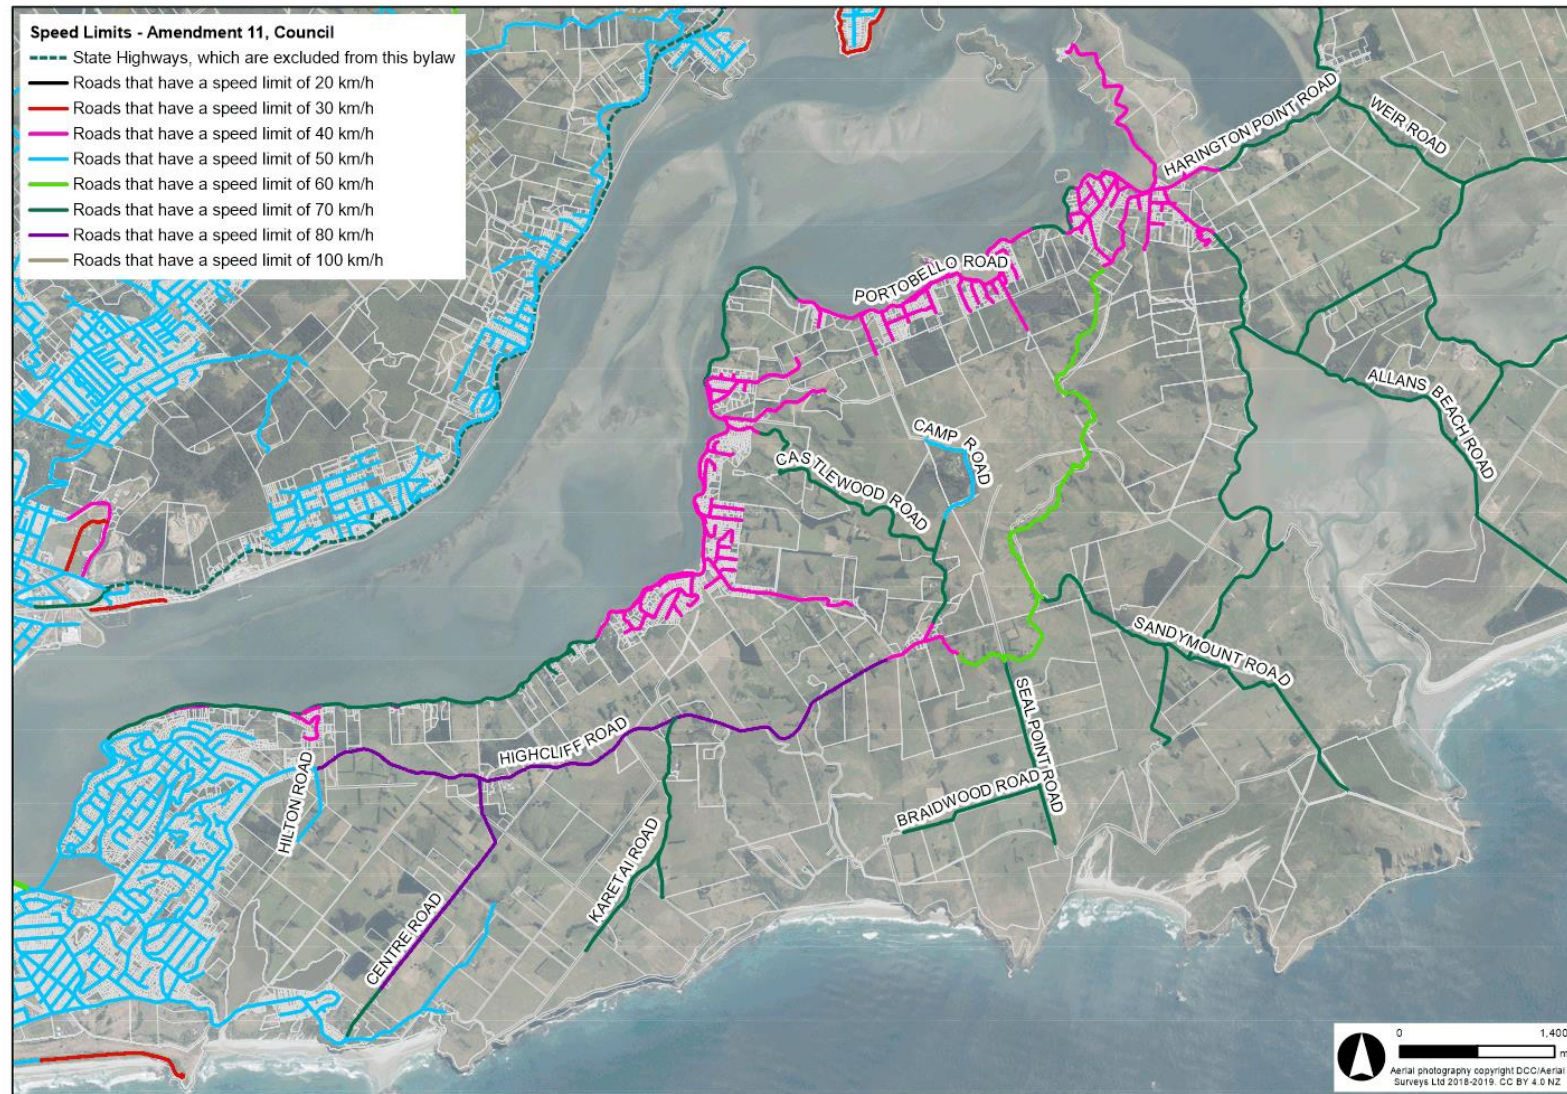 Speed Limits - Amendment 11, Council
State Highways, which are excluded from this bylaw
Roads that have a speed limit of 20 km/h
Roads that have a speed limit of 30 km/h
Roads that have a speed limit of 40 km/h
Roads that have a speed limit of 50 km/h
Roads that have a speed limit of 60 km/h
Roads that have a speed limit of 70 km/h
Roads that have a speed limit of 80 km/h
Roads that have a speed limit of 100 km/h
HARINGTON POINT ROAD
WEIR ROAD
PORTOBELLO ROAD
ALLANS BEACH ROAD
CAMP ROAD
CASTLEWOOD ROAD
SANDYMOUNT ROAD
SEAL POINT ROAD
HIGHCLIFF ROAD
BRAIDWOOD ROAD
HILTON ROAD
KARETAI ROAD
CENTRE ROAD
0 1,400
m
Aerial photography copyright DCC/Aerial
Surveys Ltd 2018-2019. CC BY 4.0 NZ